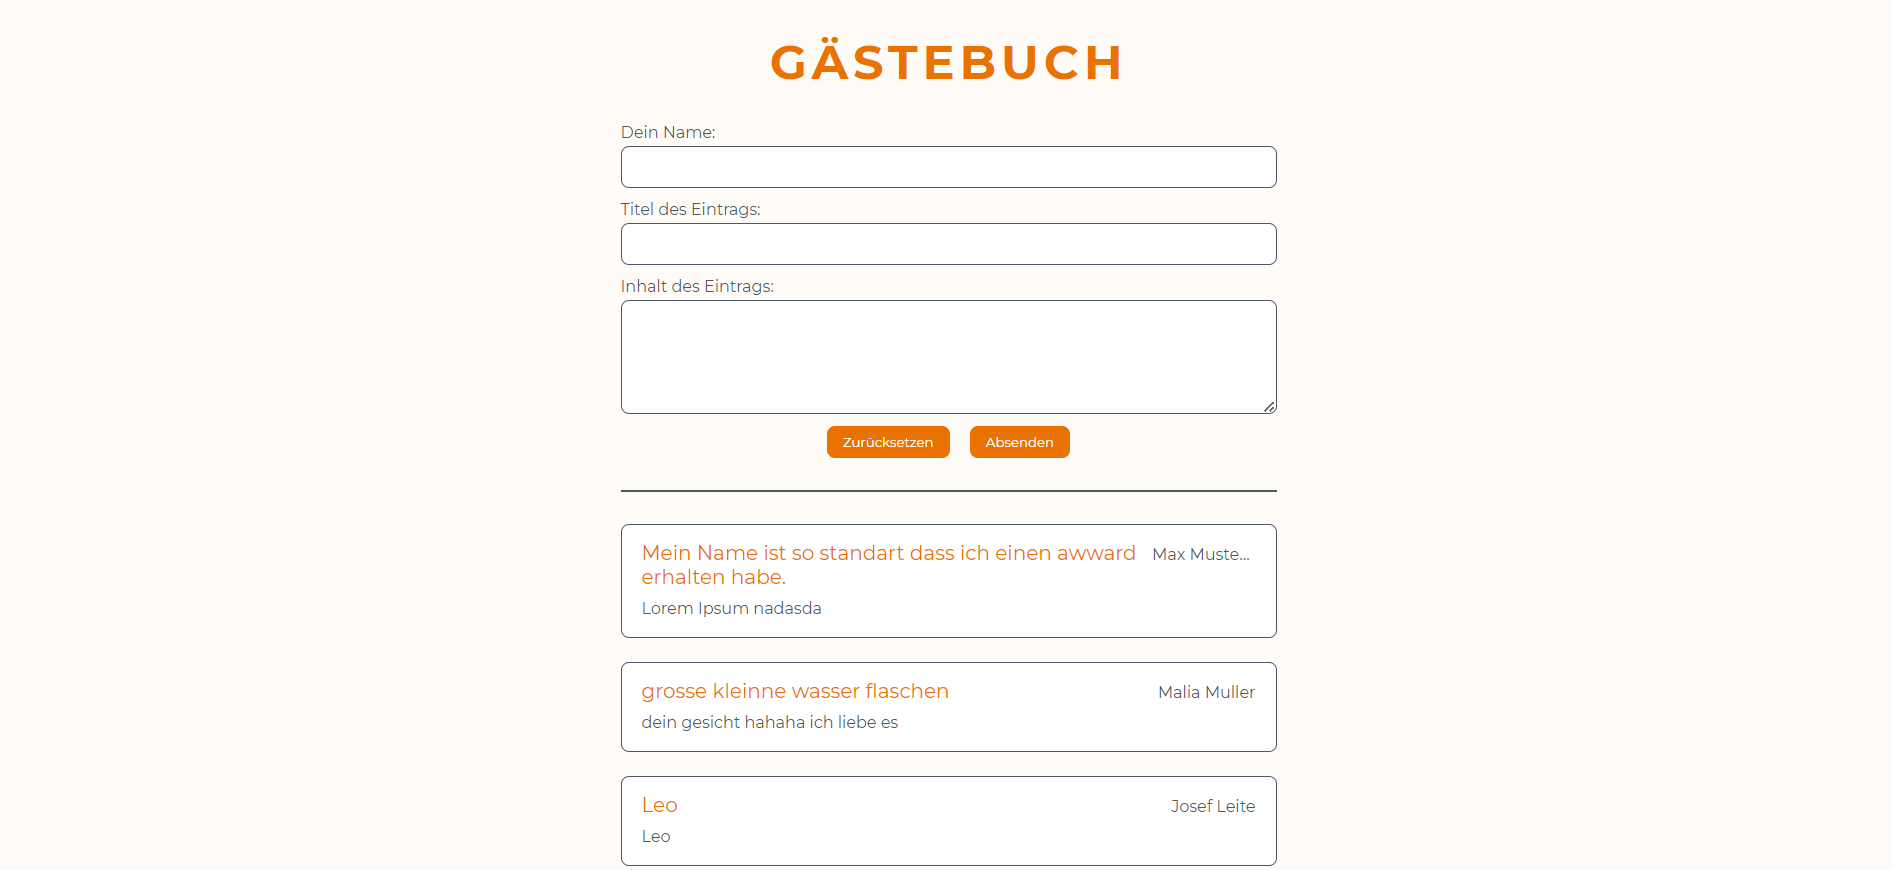 GÄSTEBUCH
Dein Name:
Titel des Eintrags:
Inhalt des Eintrags:
Zurücksetzen Absenden
Mein Name ist so standart dass ich einen awward Max Muste...
erhalten habe.
Lorem Ipsum nadasda
grosse kleinne wasser flaschen Malia Muller
dein gesicht hahaha ich liebe es
Leo Josef Leite
Leo